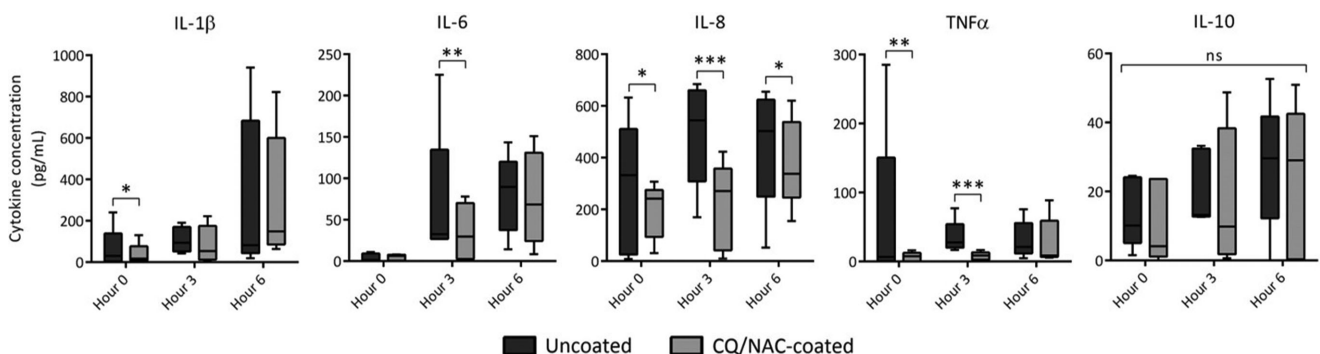 IL-1β
IL-6
IL-8
TNFα
IL-10
Cytokine concentration
(pg/mL)
1000
800
600
400
200
0
*
Hour 0
Hour 3
Hour 6
250
200
150
100
50
0
**
Hour 0
Hour 3
Hour 6
800
600
400
200
0
*
***
*
Hour 0
Hour 3
Hour 6
300
200
100
0
**
***
Hour 0
Hour 3
Hour 6
60
40
20
0
ns
Hour 0
Hour 3
Hour 6
Uncoated
CQ/NAC-coated